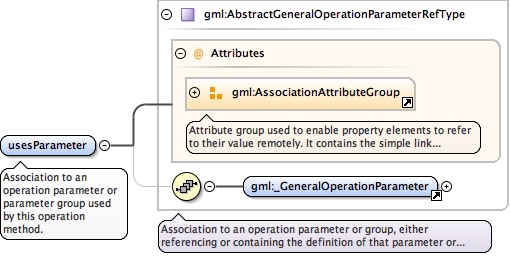 gml:AbstractGeneralOperationParameterRefType
@ Attributes
gml:AssociationAttributeGroup
Attribute group used to enable property elements to refer
to their value remotely. It contains the simple link...
usesParameter
Association to an
operation parameter or
parameter group used
by this operation
method.
gml:_GeneralOperationParameter
Association to an operation parameter or group, either
referencing or containing the definition of that parameter or...